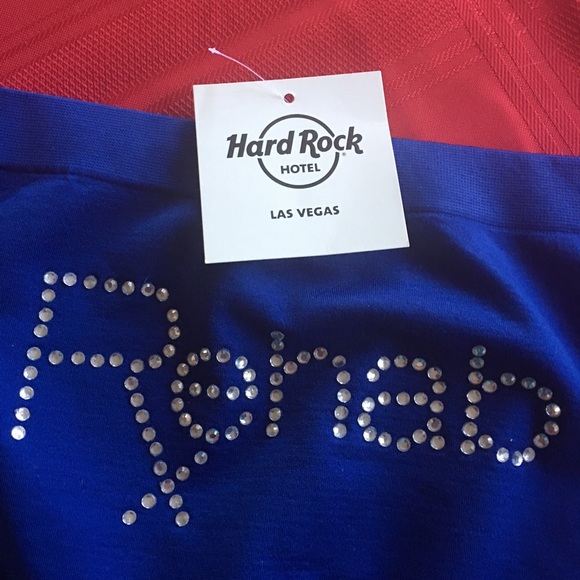 Hard Rock®
HOTEL
LAS VEGAS
Rehab